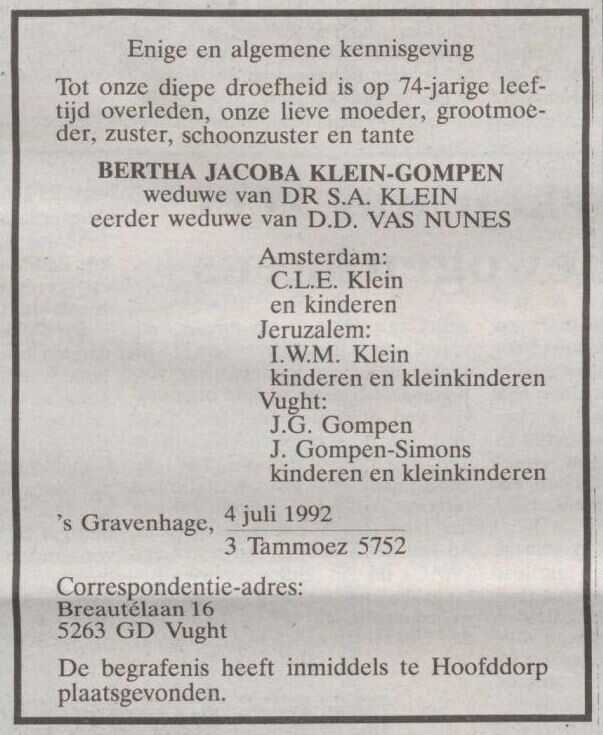 Enige en algemene kennisgeving
Tot onze diepe droefheid is op 74-jarige leef-
tijd overleden, onze lieve moeder, grootmoe-
der, zuster, schoonzuster en tante
BERTHA JACOBA KLEIN-GOMPEN
weduwe van DR S.A. KLEIN
eerder weduwe van D.D. VAS NUNES
Amsterdam:
C.L.E. Klein
en kinderen
Jeruzalem:
I.W.M. Klein
kinderen en kleinkinderen
Vught:
J.G. Gompen
J. Gompen-Simons
kinderen en kleinkinderen
's Gravenhage, 4 juli 1992
3 Tammoez 5752
Correspondentie-adres:
Breautélaan 16
5263 GD Vught
De begrafenis heeft inmiddels te Hoofddorp
plaatsgevonden.